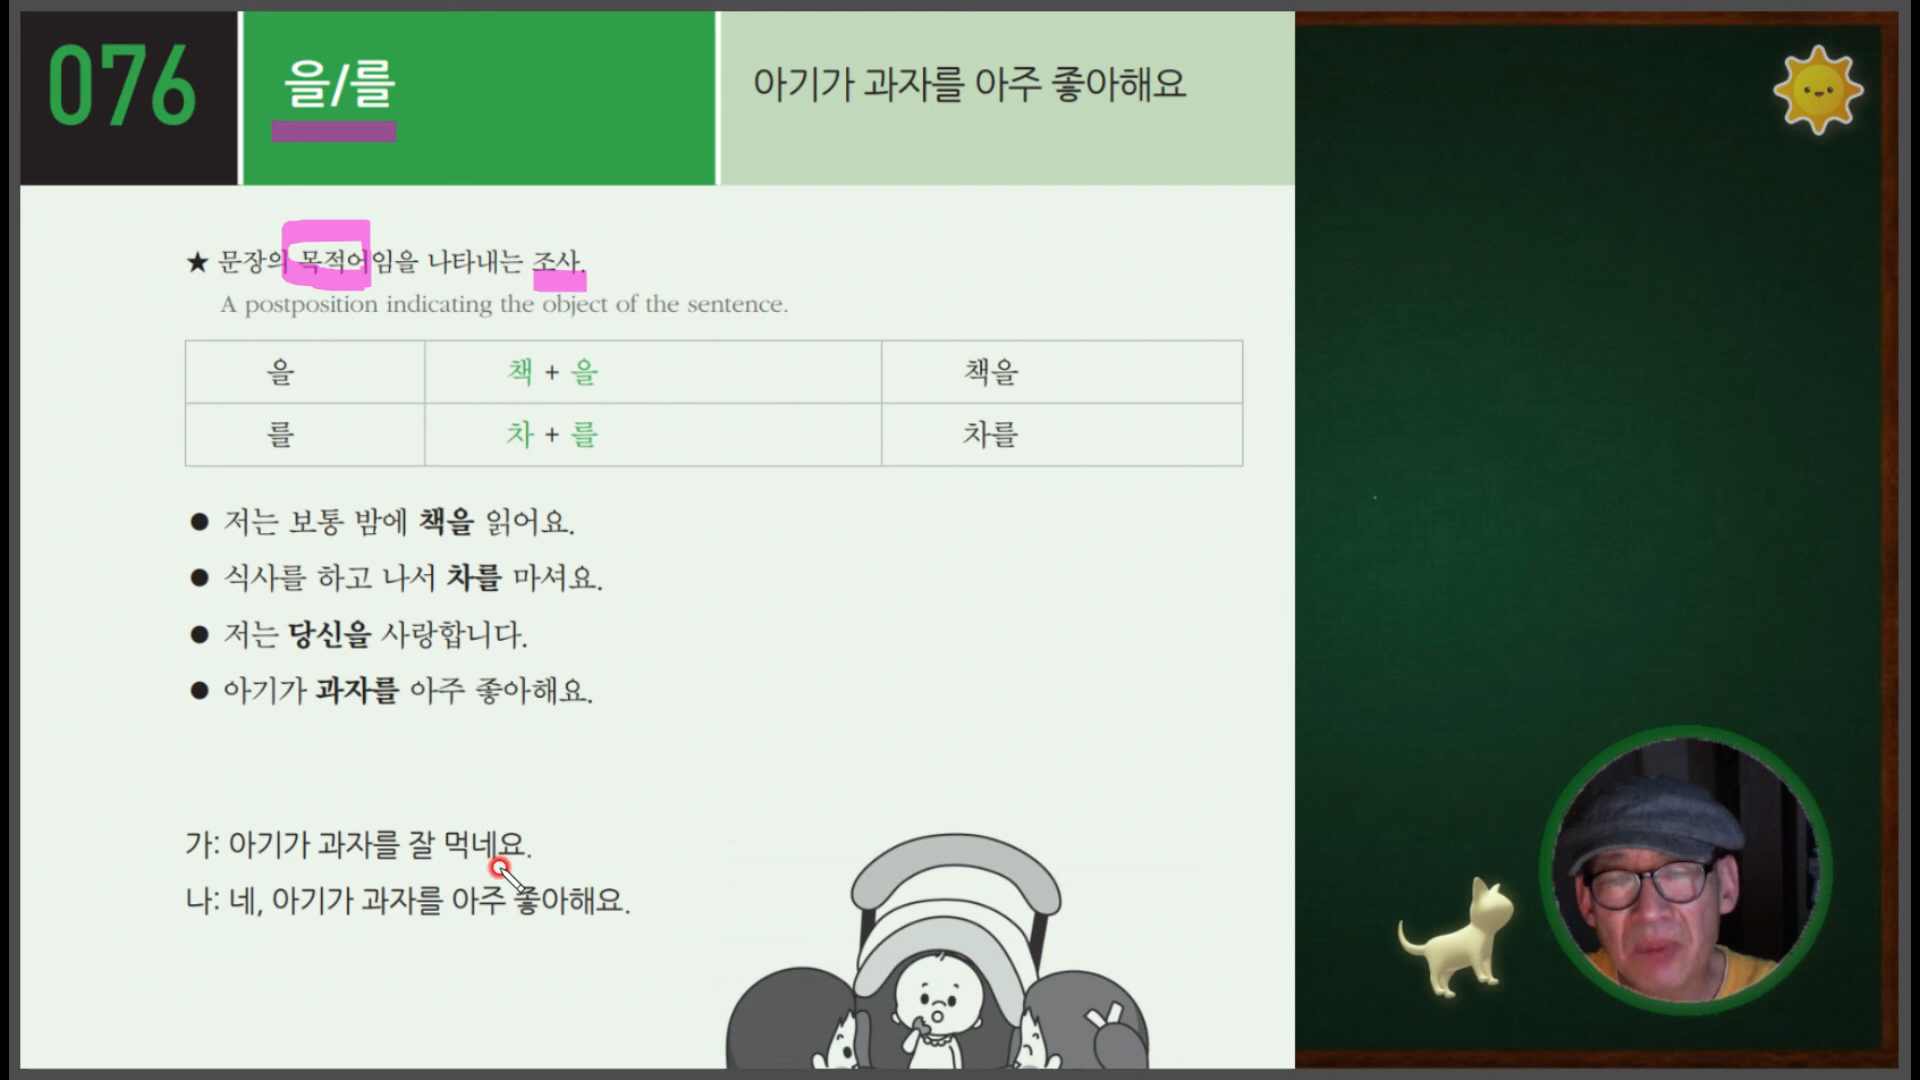 076
을/를
아기가 과자를 아주 좋아해요
★ 문장의 목적어임을 나타내는 조사.
A postposition indicating the object of the sentence.
을 책 + 을 책을
를 차 + 를 차를
● 저는 보통 밤에 책을 읽어요.
● 식사를 하고 나서 차를 마셔요.
● 저는 당신을 사랑합니다.
● 아기가 과자를 아주 좋아해요.
가: 아기가 과자를 잘 먹네요.
나: 네, 아기가 과자를 아주 좋아해요.